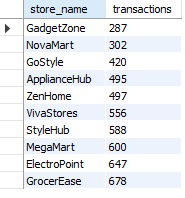 store_name transactions
GadgetZone 287
NovaMart 302
GoStyle 420
ApplianceHub 495
ZenHome 497
VivaStores 556
StyleHub 588
MegaMart 600
ElectroPoint 647
GrocerEase 678